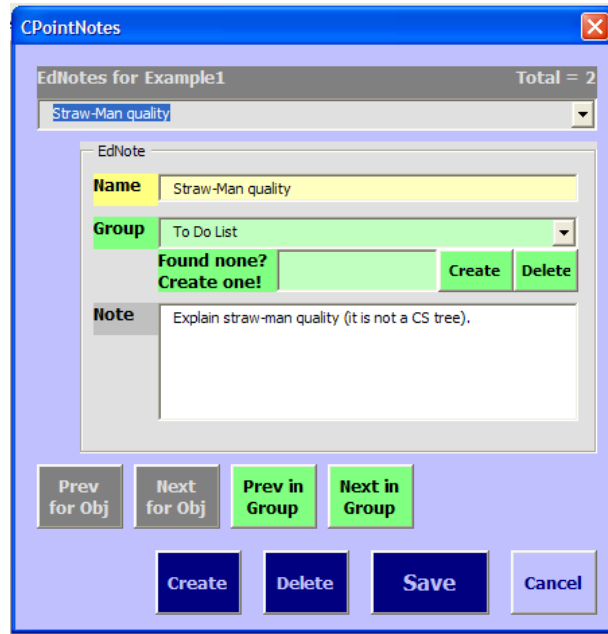 CPointNotes
EdNotes for Example1 Total = 2
Straw-Man quality
EdNote
Name Straw-Man quality
Group To Do List
Found none?
Create one! Create Delete
Note Explain straw-man quality (it is not a CS tree).
Prev for Obj
Next for Obj
Prev in Group
Next in Group
Create Delete Save Cancel